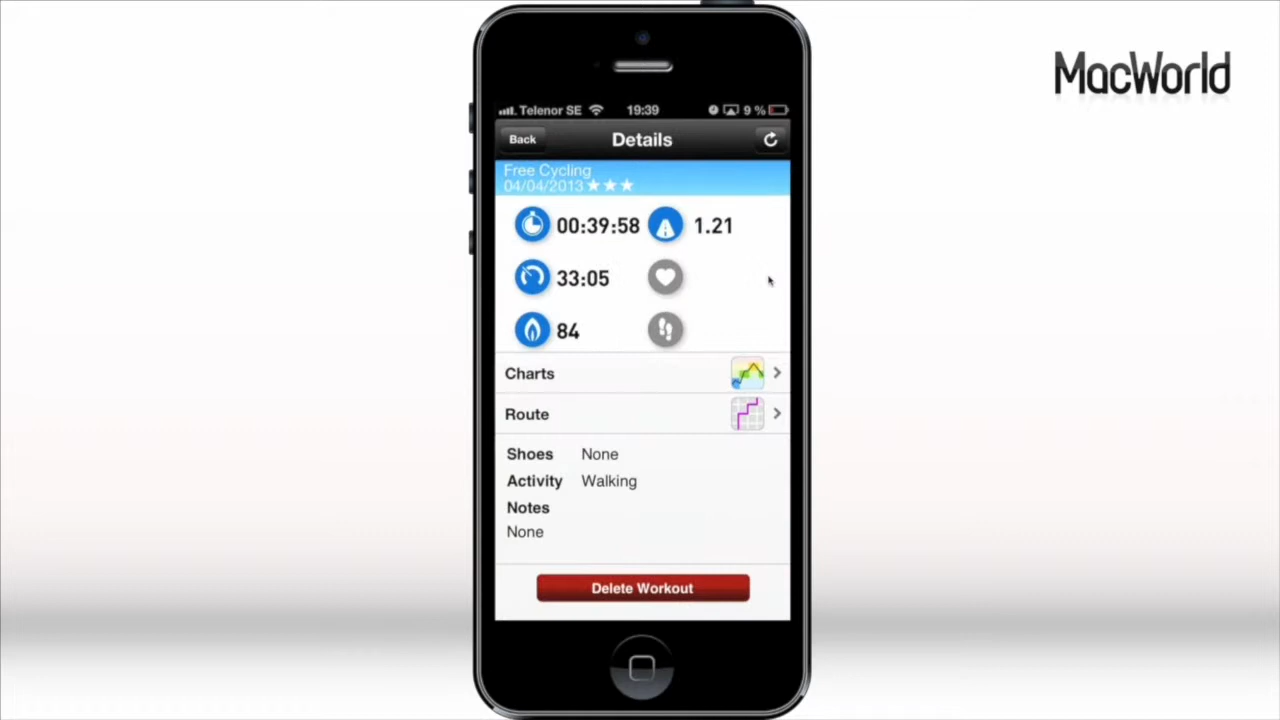 MacWorld
Telenor SE 19:39 9 %
Back Details
Free Cycling
04/04/2013 ★★★
00:39:58 1.21
33:05
84
Charts
Route
Shoes None
Activity Walking
Notes
None
Delete Workout